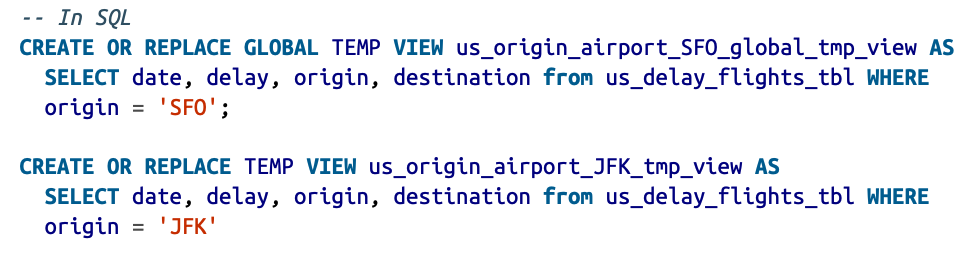 -- In SQL
CREATE OR REPLACE GLOBAL TEMP VIEW us_origin_airport_SFO_global_tmp_view AS
  SELECT date, delay, origin, destination from us_delay_flights_tbl WHERE
  origin = 'SFO';

CREATE OR REPLACE TEMP VIEW us_origin_airport_JFK_tmp_view AS
  SELECT date, delay, origin, destination from us_delay_flights_tbl WHERE
  origin = 'JFK'